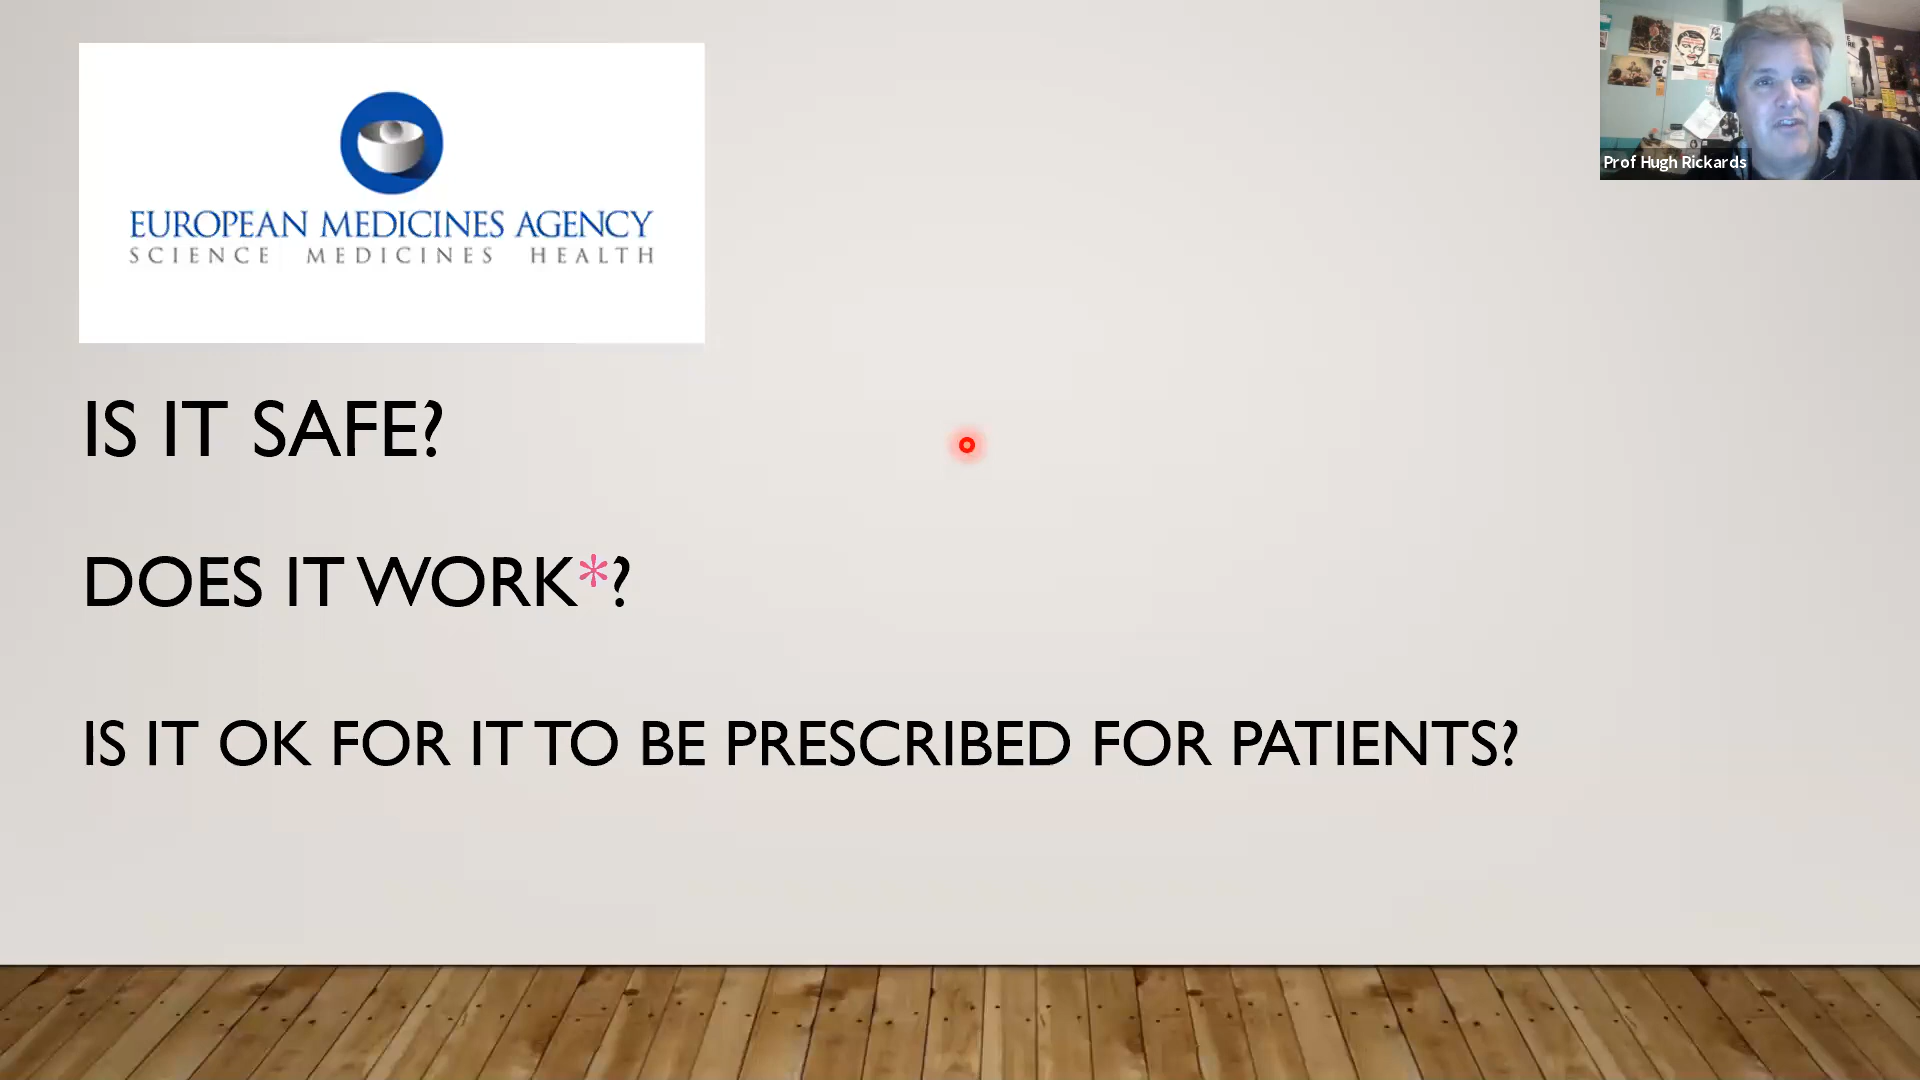 EUROPEAN MEDICINES AGENCY
SCIENCE MEDICINES HEALTH
Prof Hugh Rickards
IS IT SAFE?
DOES IT WORK*?
IS IT OK FOR IT TO BE PRESCRIBED FOR PATIENTS?